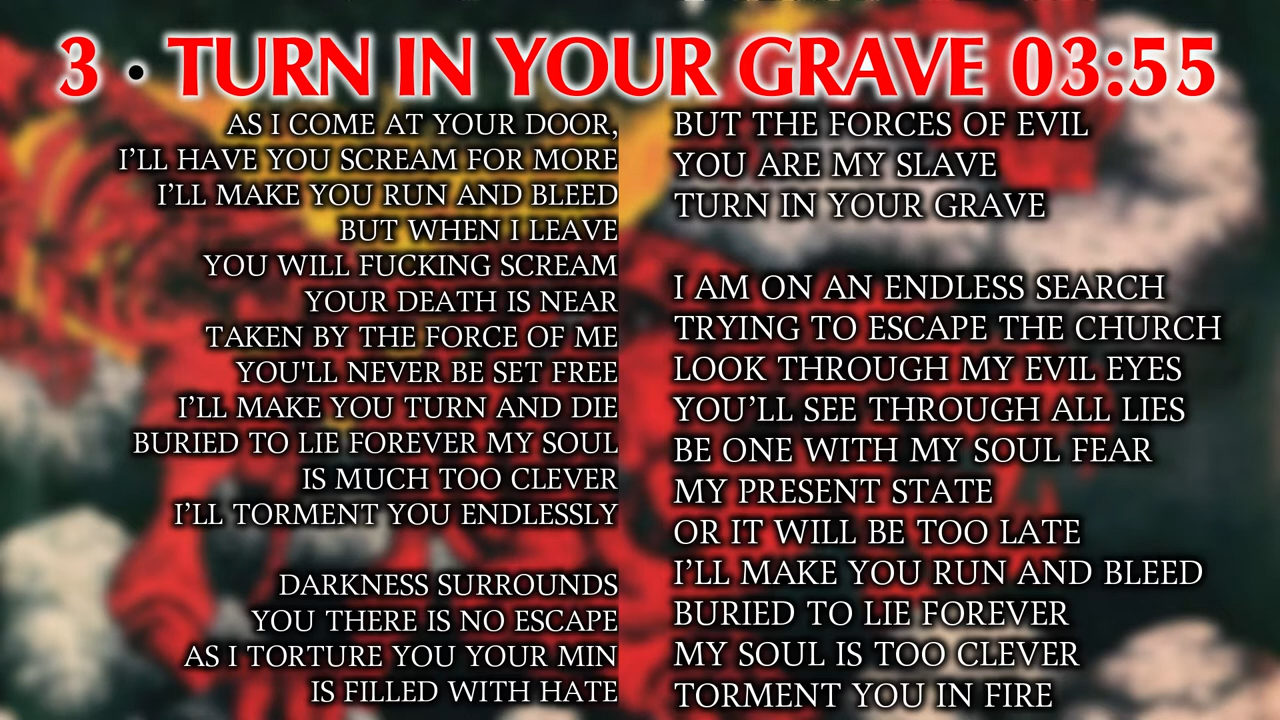 3 · TURN IN YOUR GRAVE 03:55
AS I COME AT YOUR DOOR,
I’LL HAVE YOU SCREAM FOR MORE
I’LL MAKE YOU RUN AND BLEED
BUT WHEN I LEAVE
YOU WILL FUCKING SCREAM
YOUR DEATH IS NEAR
TAKEN BY THE FORCE OF ME
YOU'LL NEVER BE SET FREE
I’LL MAKE YOU TURN AND DIE
BURIED TO LIE FOREVER MY SOUL
IS MUCH TOO CLEVER
I’LL TORMENT YOU ENDLESSLY
DARKNESS SURROUNDS
YOU THERE IS NO ESCAPE
AS I TORTURE YOU YOUR MIN
IS FILLED WITH HATE
BUT THE FORCES OF EVIL
YOU ARE MY SLAVE
TURN IN YOUR GRAVE
I AM ON AN ENDLESS SEARCH
TRYING TO ESCAPE THE CHURCH
LOOK THROUGH MY EVIL EYES
YOU’LL SEE THROUGH ALL LIES
BE ONE WITH MY SOUL FEAR
MY PRESENT STATE
OR IT WILL BE TOO LATE
I’LL MAKE YOU RUN AND BLEED
BURIED TO LIE FOREVER
MY SOUL IS TOO CLEVER
TORMENT YOU IN FIRE